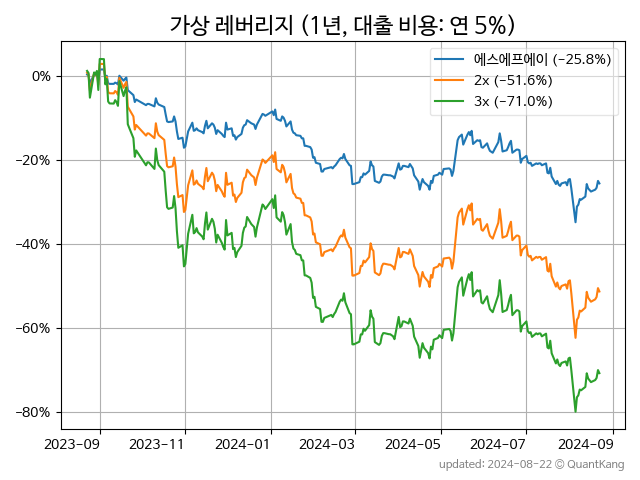 가상 레버리지 (1년, 대출 비용: 연 5%)
에스에프에이 (−25.8%)
2x (−51.6%)
3x (−71.0%)
0%
−20%
−40%
−60%
−80%
2023-09 2023-11 2024-01 2024-03 2024-05 2024-07 2024-09
updated: 2024-08-22 © QuantKang